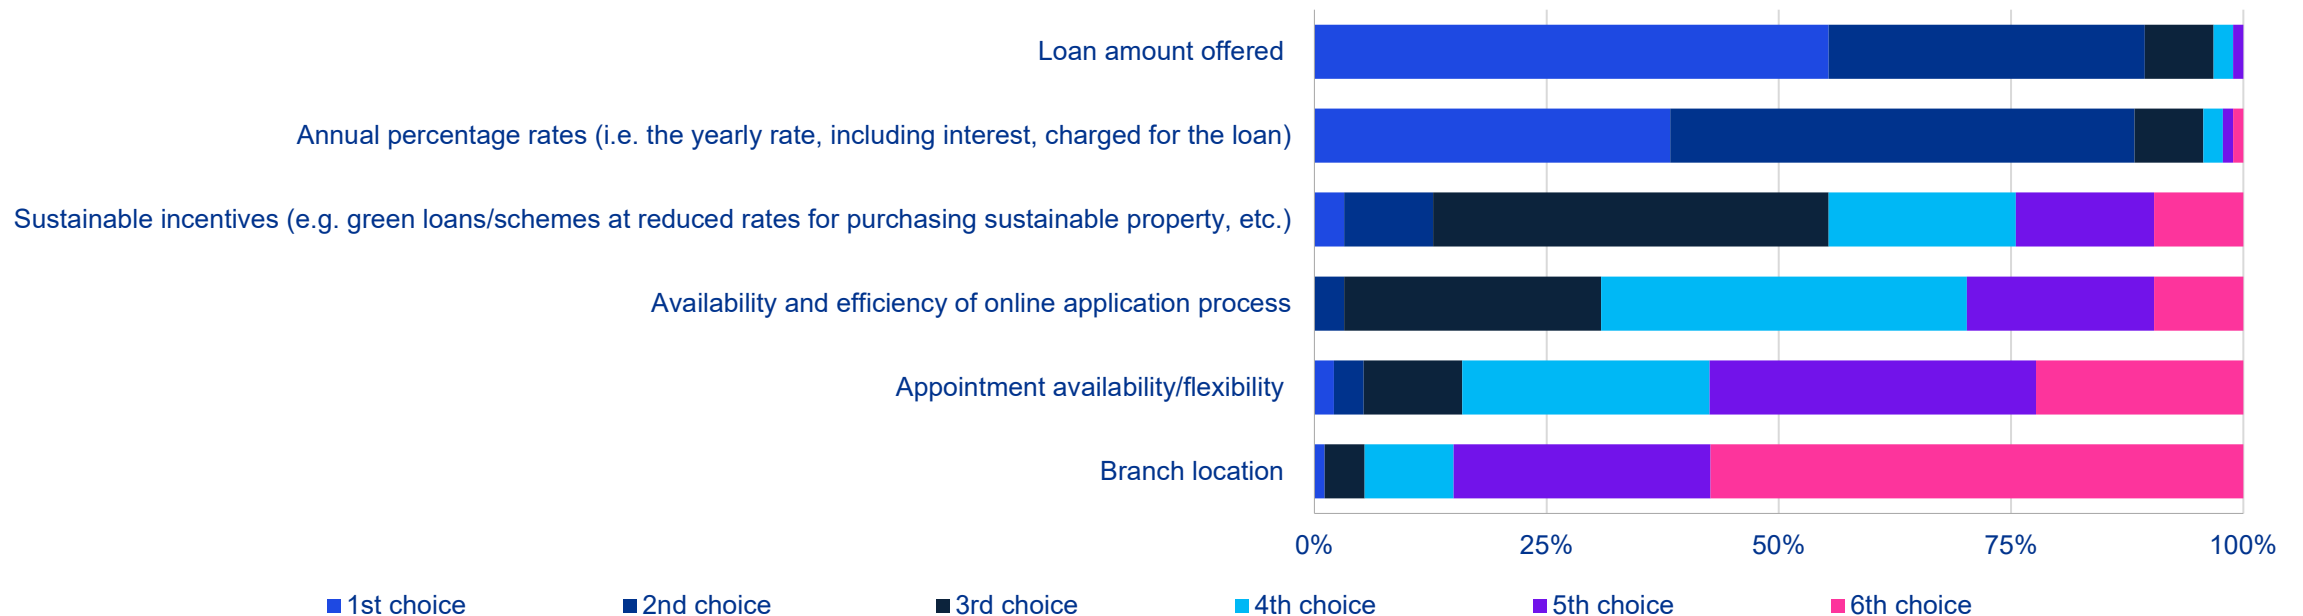 Loan amount offered
Annual percentage rates (i.e. the yearly rate, including interest, charged for the loan)
Sustainable incentives (e.g. green loans/schemes at reduced rates for purchasing sustainable property, etc.)
Availability and efficiency of online application process
Appointment availability/flexibility
Branch location
0% 25% 50% 75% 100%
1st choice 2nd choice 3rd choice 4th choice 5th choice 6th choice